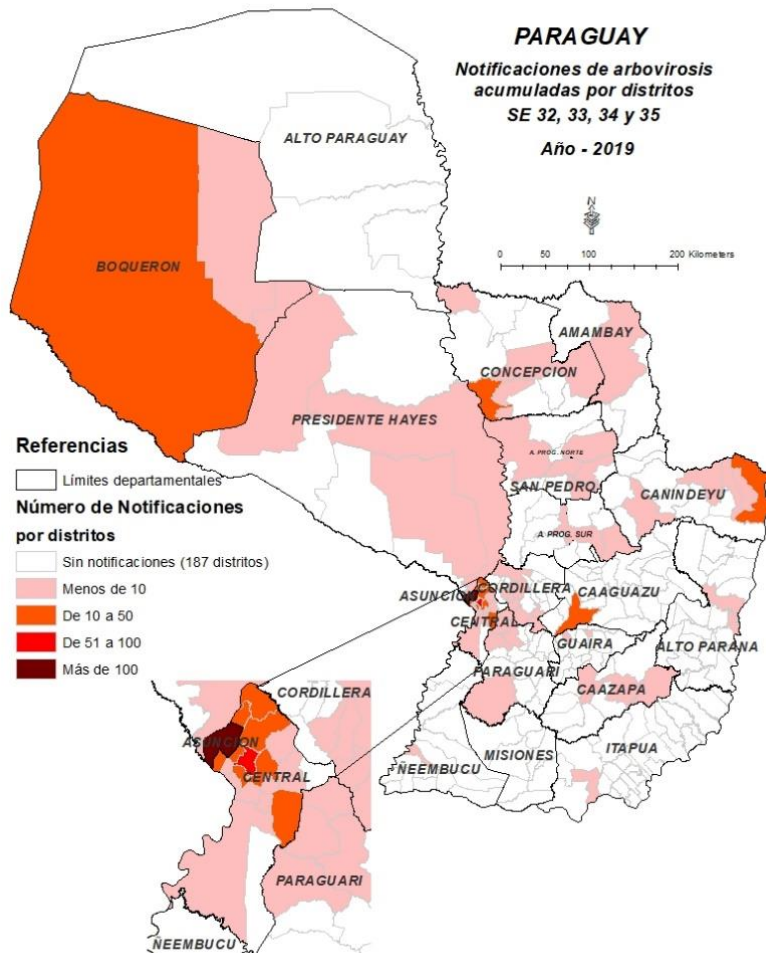 PARAGUAY
Notificaciones de arbovirosis
acumuladas por distritos
SE 32, 33, 34 y 35
Año - 2019
N
0 50 100 200 Kilometers
ALTO PARAGUAY
BOQUERON
AMAMBAY
CONCEPCION
PRESIDENTE HAYES
A. PROG. NORTE
SAN PEDRO
CANINDEYU
A. PROG. SUR
CORDILLERA
CAAGUAZU
ASUNCION
CENTRAL
GUAIRA
ALTO PARANA
PARAGUARI
CAAZAPA
ITAPUA
MISIONES
ÑEEMBUCU
Referencias
Límites departamentales
Número de Notificaciones
por distritos
Sin notificaciones (187 distritos)
Menos de 10
De 10 a 50
De 51 a 100
Más de 100
CORDILLERA
ASUNCION
CENTRAL
PARAGUARI
ÑEEMBUCU